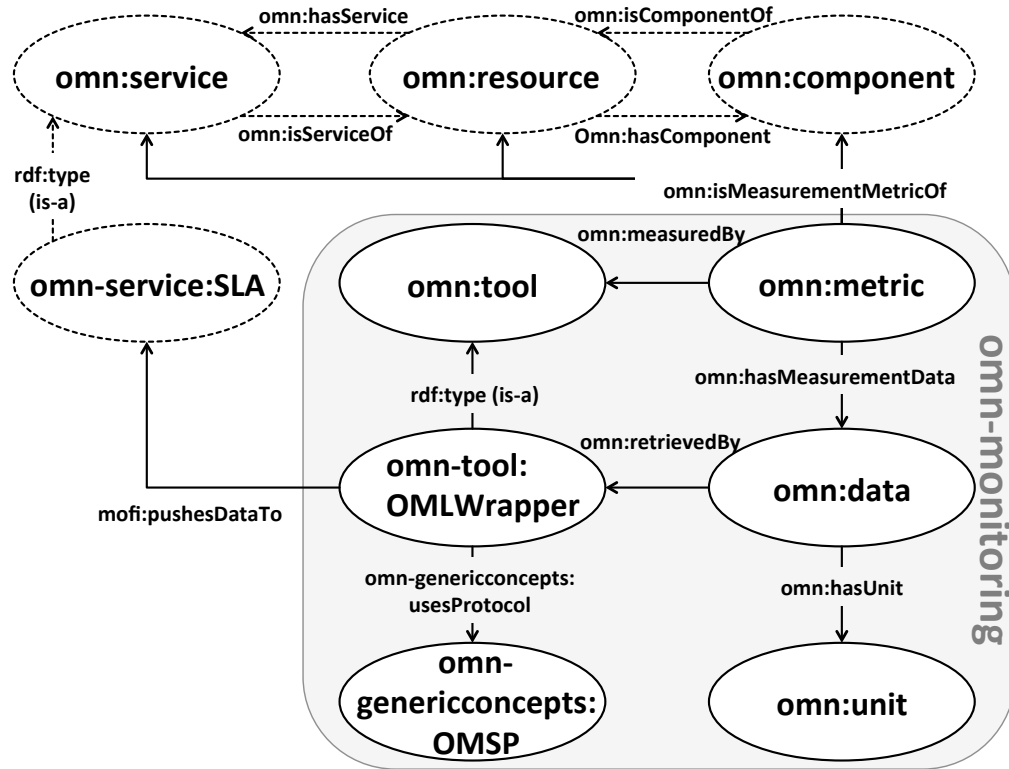 omn:hasService
omn:isComponentOf
omn:service
omn:resource
omn:component
omn:isServiceOf
Omn:hasComponent
rdf:type
(is-a)
omn:isMeasurementMetricOf
omn:measuredBy
omn-service:SLA
omn:tool
omn:metric
omn:hasMeasurementData
rdf:type (is-a)
omn:retrievedBy
omn-tool:
OMLWrapper
omn:data
mofi:pushesDataTo
omn-genericconcepts:
usesProtocol
omn:hasUnit
omn-
genericconcepts:
OMSP
omn:unit
omn-monitoring